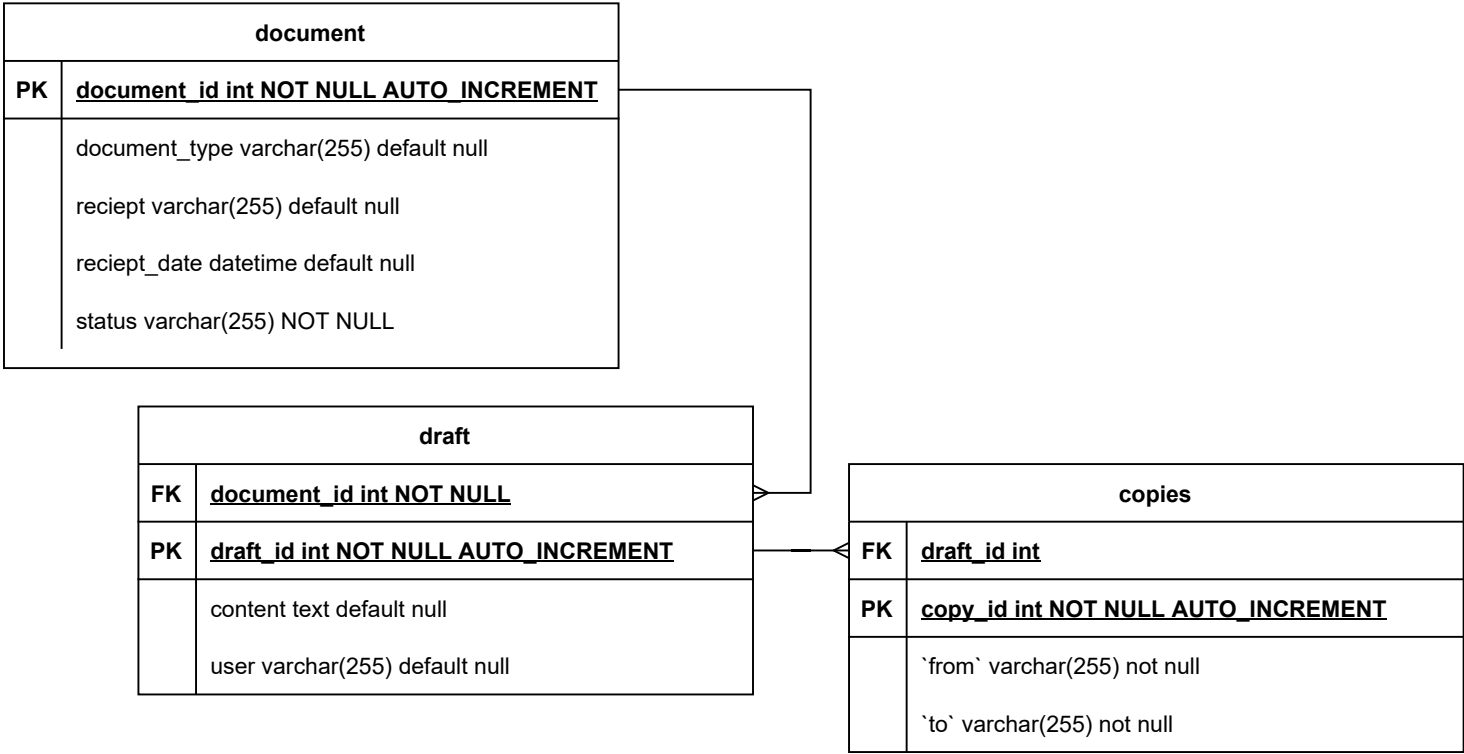 document
PK document_id int NOT NULL AUTO_INCREMENT
document_type varchar(255) default null
reciept varchar(255) default null
reciept_date datetime default null
status varchar(255) NOT NULL
draft
FK document_id int NOT NULL
PK draft_id int NOT NULL AUTO_INCREMENT
content text default null
user varchar(255) default null
copies
FK draft_id int
PK copy_id int NOT NULL AUTO_INCREMENT
`from` varchar(255) not null
`to` varchar(255) not null